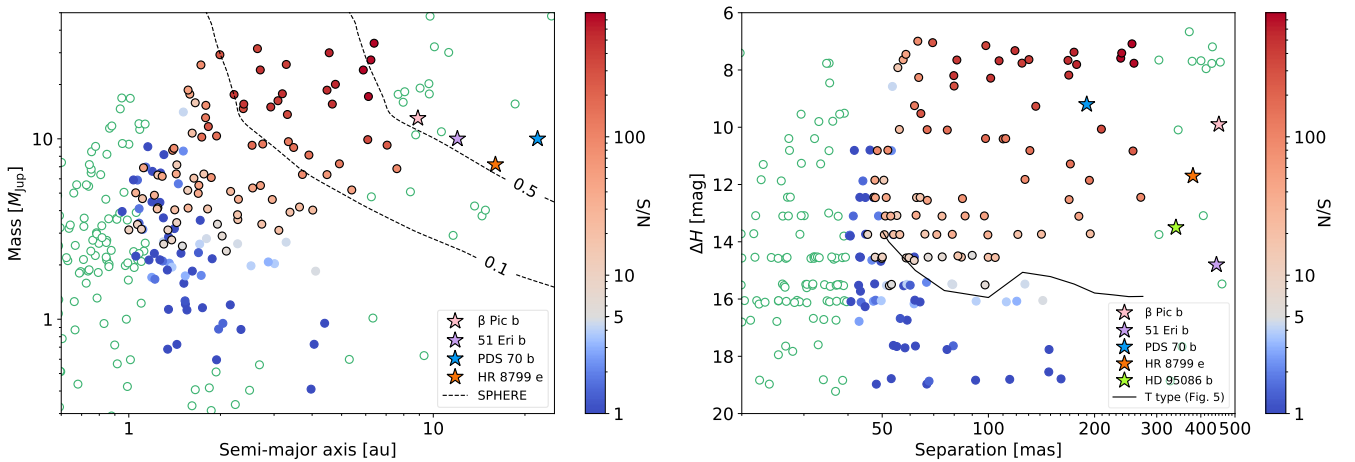 10
1
Mass [M_Jup]
1
10
Semi-major axis [au]
0.5
0.1
β Pic b
51 Eri b
PDS 70 b
HR 8799 e
SPHERE
100
10
5
1
N/S
6
8
10
12
14
16
18
20
ΔH [mag]
50
100
200
300
400
500
Separation [mas]
β Pic b
51 Eri b
PDS 70 b
HR 8799 e
HD 95086 b
T type (Fig. 5)
100
10
5
1
N/S